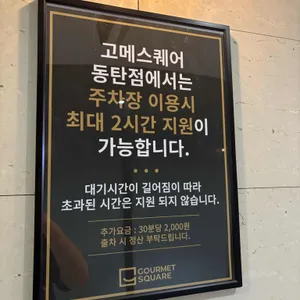 고메스퀘어
동탄점에서는
주차장 이용시
최대 2시간 지원이
가능합니다.
대기시간이 길어짐이 따라
초과된 시간은 지원 되지 않습니다.
추가요금 : 30분당 2,000원
출차 시 정산 부탁드립니다.
GOURMET
SQUARE